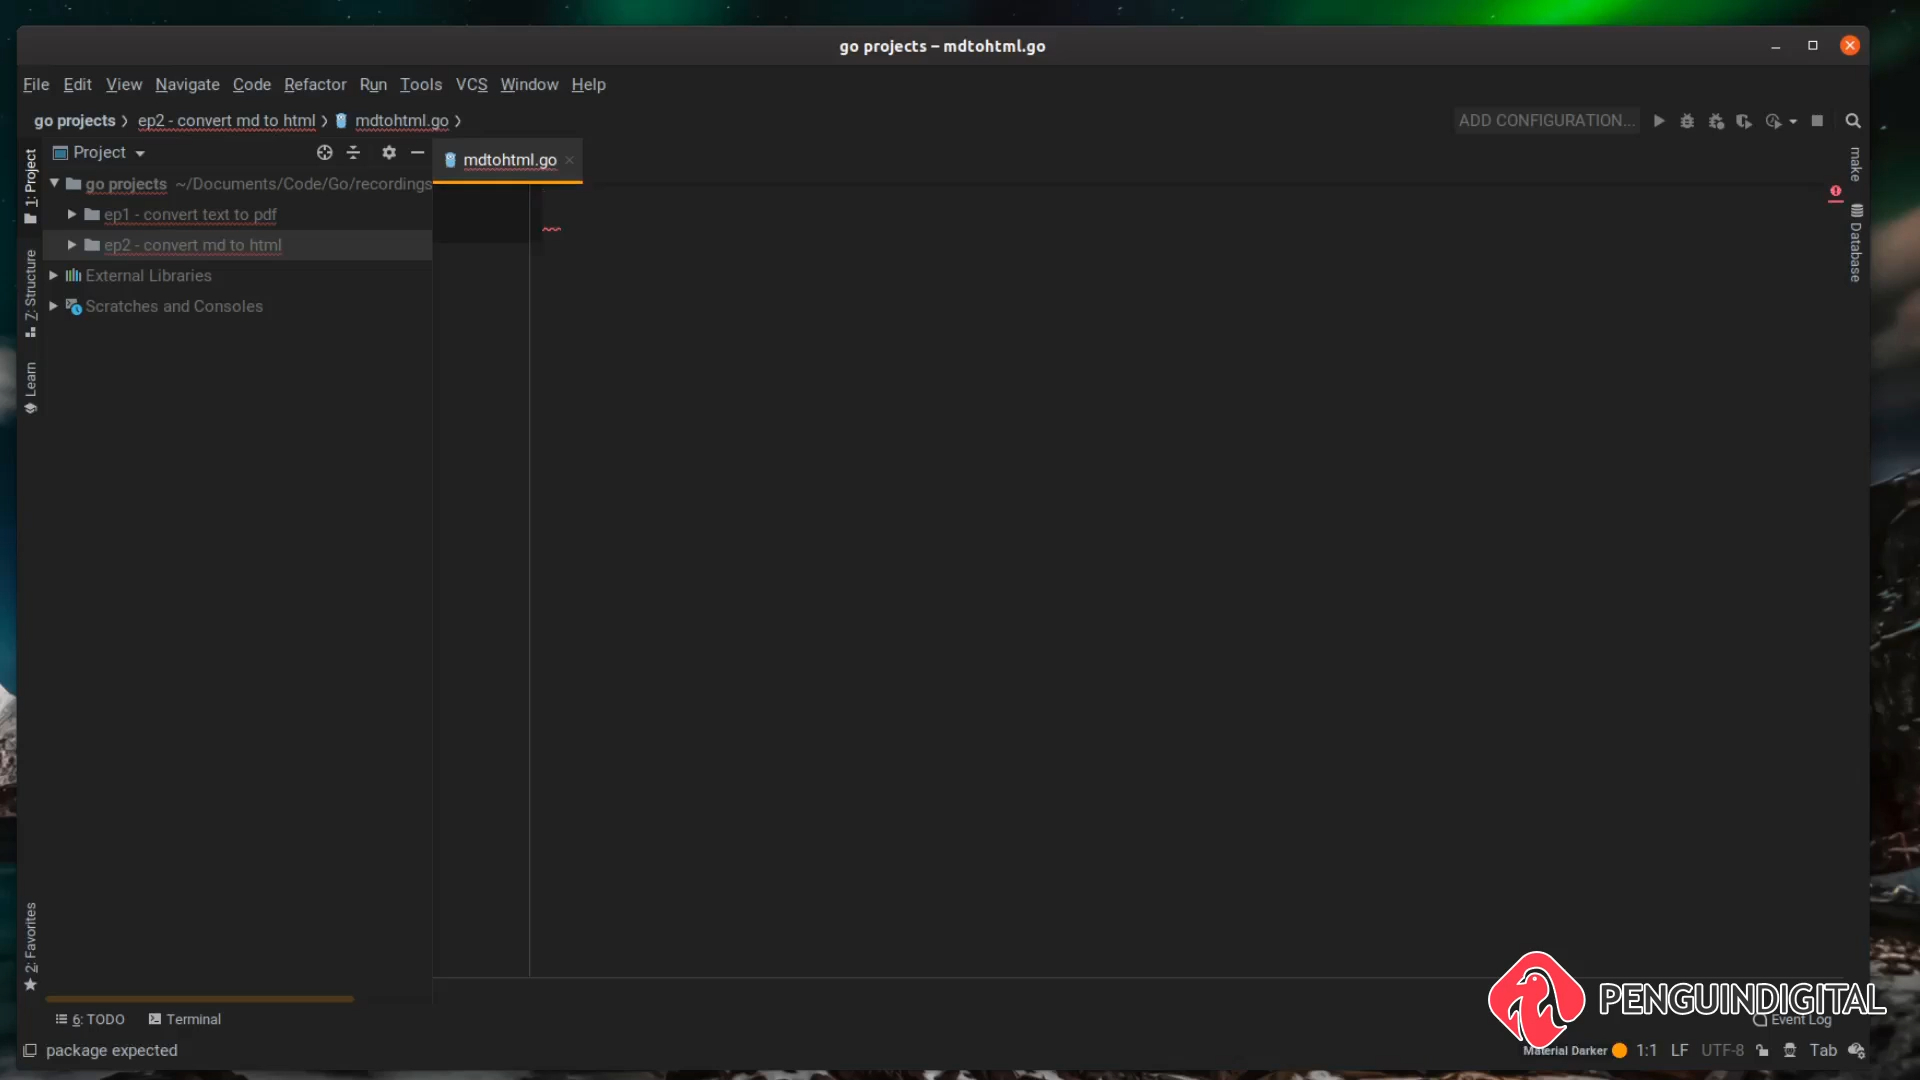 go projects – mdtohtml.go
File Edit View Navigate Code Refactor Run Tools VCS Window Help
go projects ep2 - convert md to html mdtohtml.go
ADD CONFIGURATION...
Project
mdtohtml.go
go projects ~/Documents/Code/Go/recordings
ep1 - convert text to pdf
ep2 - convert md to html
External Libraries
Scratches and Consoles
1: Project
7: Structure
Learn
2: Favorites
make
Database
PENGUINDIGITAL
6: TODO Terminal
Event Log
package expected
Material Darker 1:1 LF UTF-8 Tab